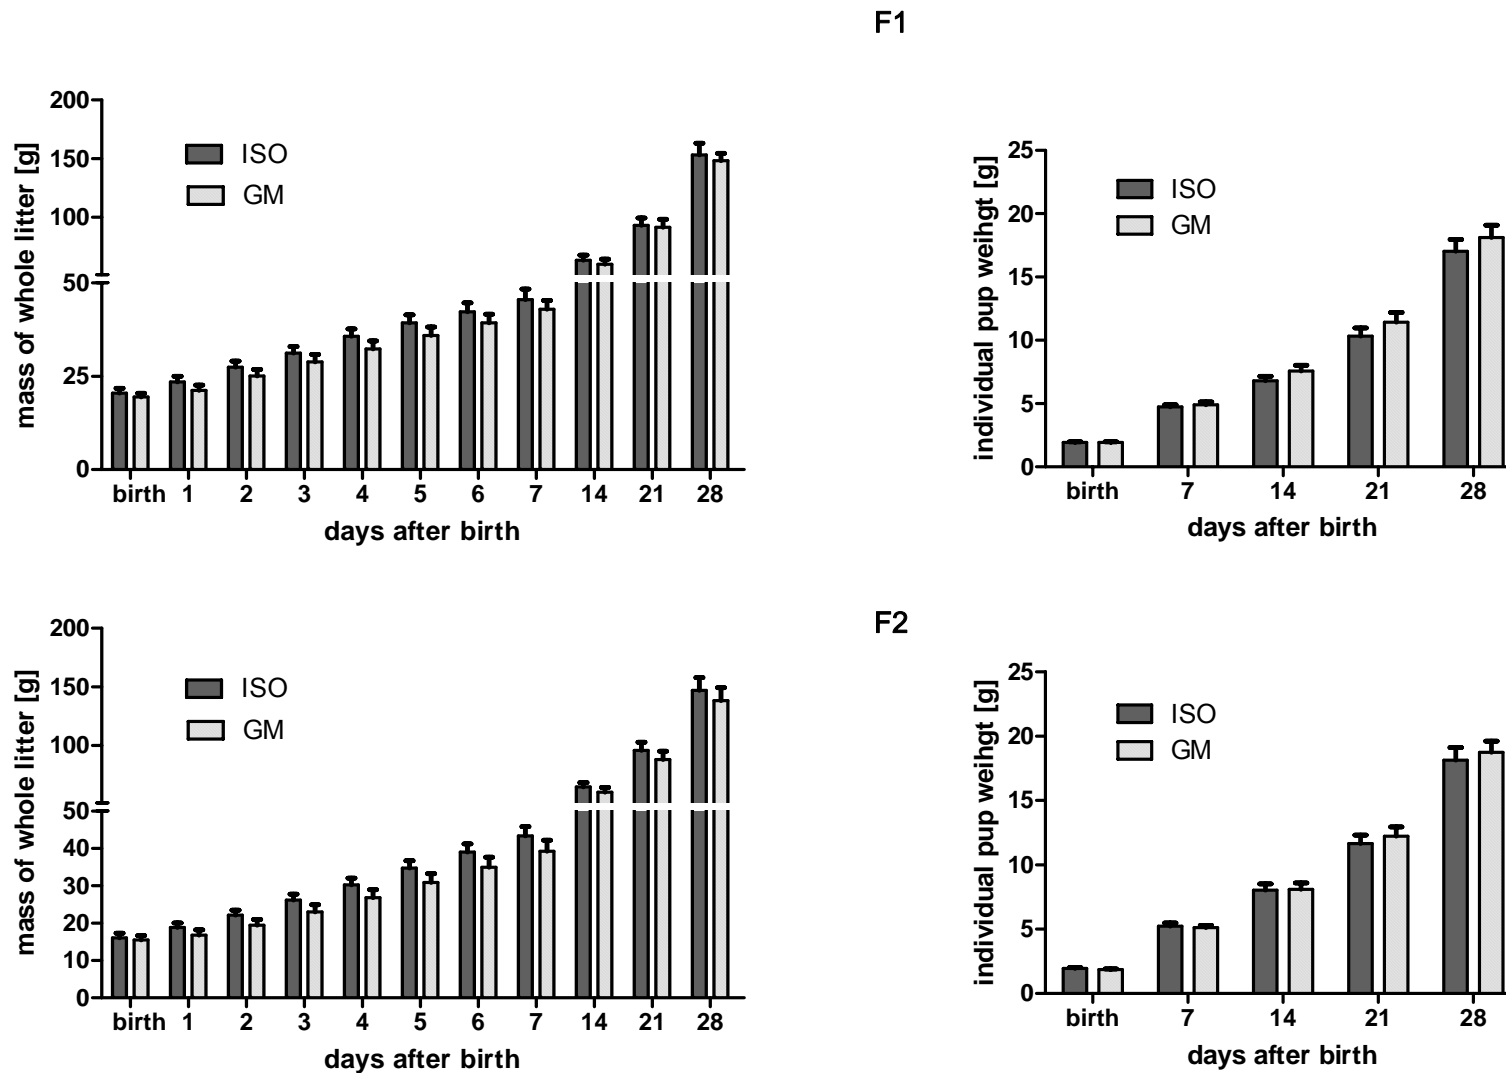 F1
mass of whole litter [g]
200
150
100
50
25
0
ISO
GM
birth 1 2 3 4 5 6 7 14 21 28
days after birth
individual pup weihgt [g]
25
20
15
10
5
0
ISO
GM
birth 7 14 21 28
days after birth
F2
mass of whole litter [g]
200
150
100
50
40
30
20
10
0
ISO
GM
birth 1 2 3 4 5 6 7 14 21 28
days after birth
individual pup weihgt [g]
25
20
15
10
5
0
ISO
GM
birth 7 14 21 28
days after birth